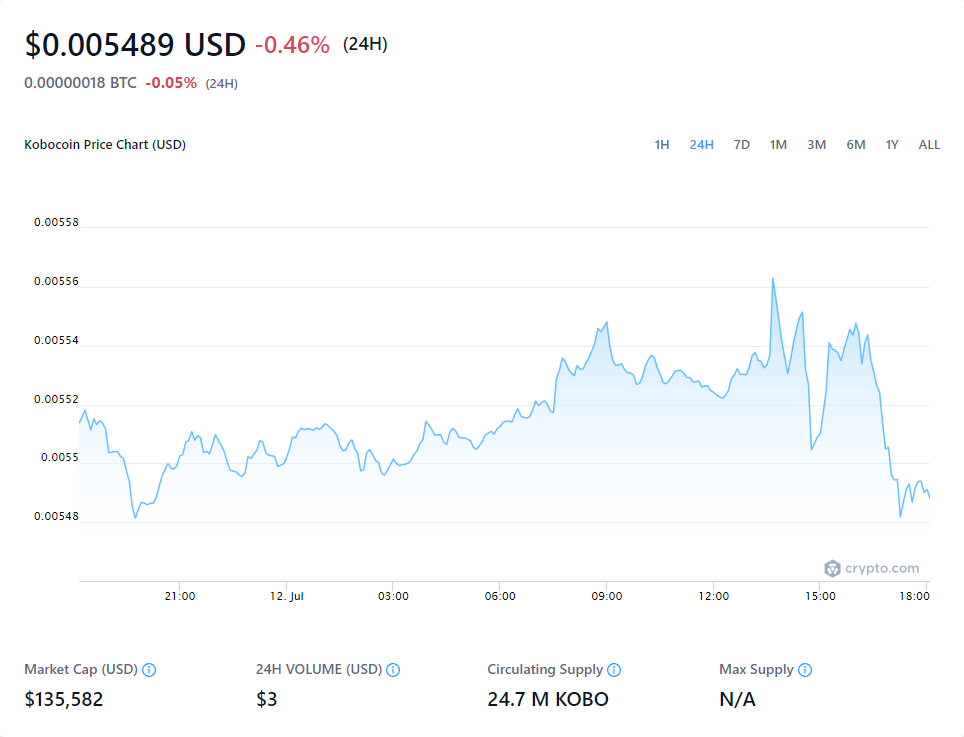 $0.005489 USD -0.46% (24H)
0.00000018 BTC -0.05% (24H)
Kobocoin Price Chart (USD) 1H 24H 7D 1M 3M 6M 1Y ALL
0.00558
0.00556
0.00554
0.00552
0.0055
0.00548
crypto.com
21:00 12. Jul 03:00 06:00 09:00 12:00 15:00 18:00
Market Cap (USD) 24H VOLUME (USD) Circulating Supply Max Supply
$135,582 $3 24.7 M KOBO N/A